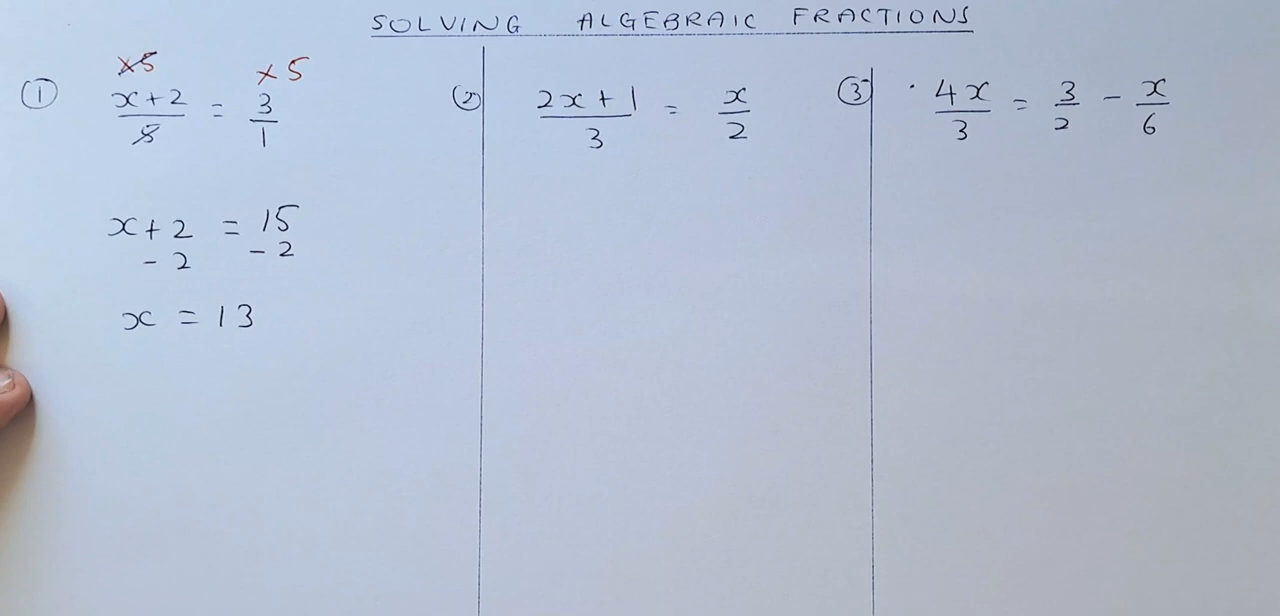 SOLVING ALGEBRAIC FRACTIONS
×5 ×5
① x+2 = 3
5 1
x+2 = 15
-2 -2
x = 13
② 2x+1 = x
3 2
③ 4x = 3 - x
3 2 6